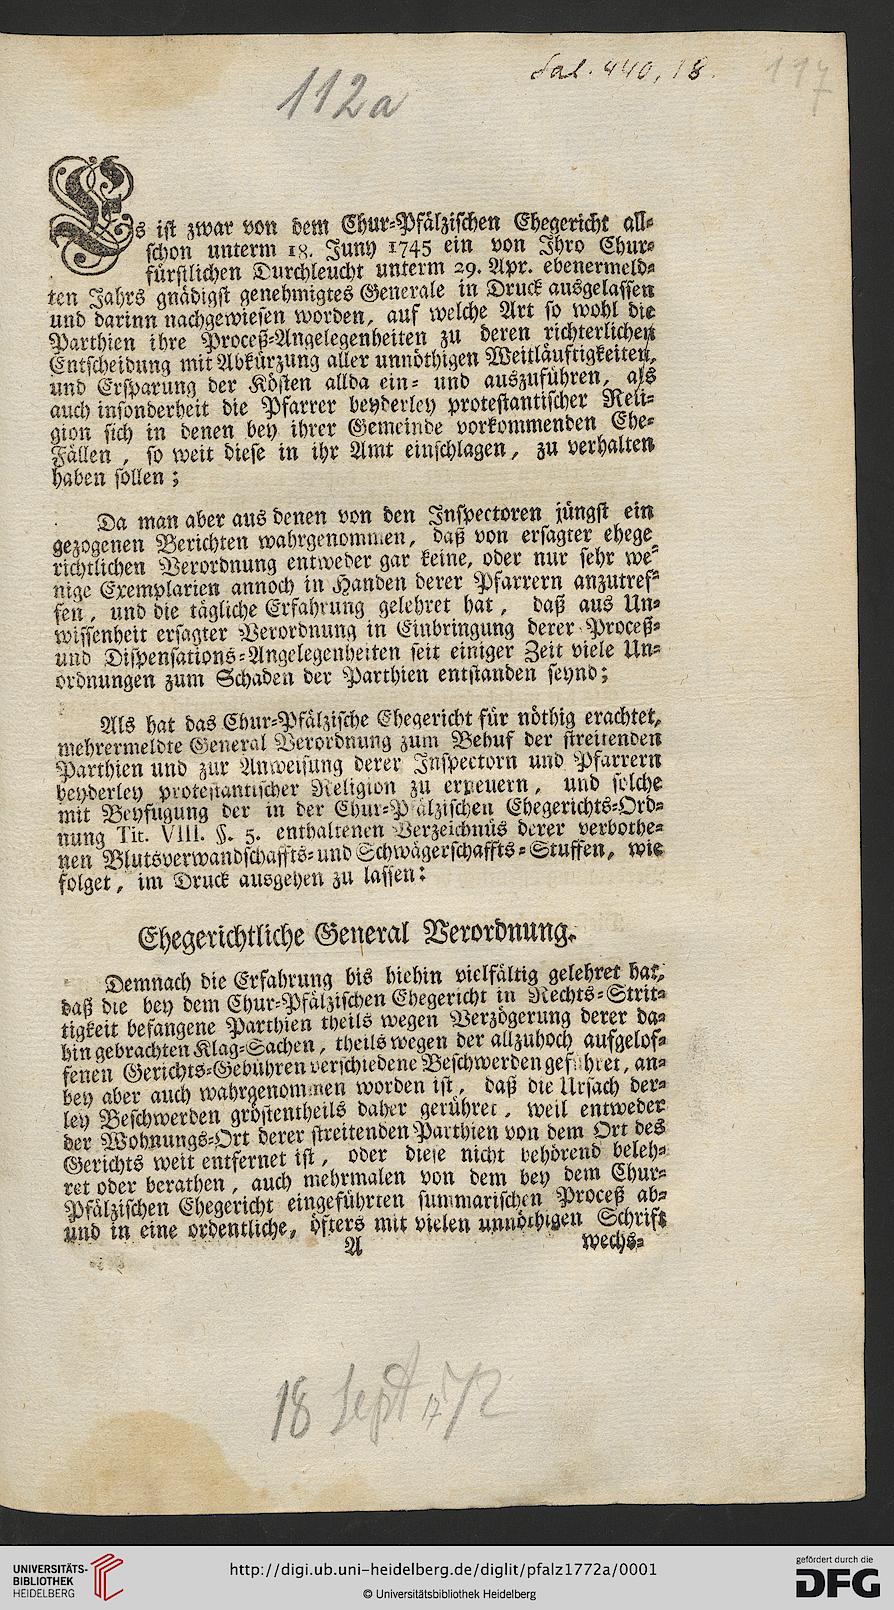 112a
Sal. 440, 18.
117
Es ist zwar von dem Chur-Pfälzischen Ehegericht all-
schon unterm 18. Juny 1745 ein von Ihro Chur-
fürstlichen Durchleucht unterm 29. Apr. ebenermeld-
ten Jahrs gnädigst genehmigtes Generale in Druck ausgelassen
und darinn nachgewiesen worden, auf welche Art so wohl die
Parthien ihre Proceß-Angelegenheiten zu deren richterlichen
Entscheidung mit Abkürzung aller unnöthigen Weitläuftigkeiten,
und Ersparung der Kösten allda ein- und auszuführen, als
auch insonderheit die Pfarrer beyderley protestantischer Reli-
gion sich in denen bey ihrer Gemeinde vorkommenden Ehe-
Fällen, so weit diese in ihr Amt einschlagen, zu verhalten
haben sollen;
Da man aber aus denen von den Inspectoren jüngst ein
gezogenen Berichten wahrgenommen, daß von ersagter ehege
richtlichen Verordnung entweder gar keine, oder nur sehr we-
nige Exemplarien annoch in Handen derer Pfarrern anzutref-
fen, und die tägliche Erfahrung gelehret hat, daß aus Un-
wissenheit ersagter Verordnung in Einbringung derer Proceß-
und Dispensations-Angelegenheiten seit einiger Zeit viele Un-
ordnungen zum Schaden der Parthien entstanden seynd;
Als hat das Chur-Pfälzische Ehegericht für nöthig erachtet,
mehrermeldte General Verordnung zum Behuf der streitenden
Parthien und zur Anweisung derer Inspectorn und Pfarrern
beyderley protestantischer Religion zu erneuern, und solche
mit Beyfugung der in der Chur-Pfälzischen Ehegerichts-Ord-
nung Tit. VIII. §. 5. enthaltenen Verzeichnüs derer verbothe-
nen Blutsverwandschaffts- und Schwägerschaffts-Stuffen, wie
folget, im Druck ausgehen zu lassen:
Ehegerichtliche General Verordnung.
Demnach die Erfahrung bis hiehin vielfältig gelehret hat,
daß die bey dem Chur-Pfälzischen Ehegericht in Rechts-Strit-
tigkeit befangene Parthien theils wegen Verzögerung derer da-
hin gebrachten Klag-Sachen, theils wegen der allzuhoch aufgelof-
fenen Gerichts-Gebühren verschiedene Beschwerden geführet, an-
bey aber auch wahrgenommen worden ist, daß die Ursach der-
ley Beschwerden gröstentheils daher gerühret, weil entweder
der Wohnungs-Ort derer streitenden Parthien von dem Ort des
Gerichts weit entfernet ist, oder diese nicht behörend beleh-
ret oder berathen, auch mehrmalen von dem bey dem Chur-
Pfälzischen Ehegericht eingeführten summarischen Proceß ab-
und in eine ordentliche, öfters mit vielen unnöthigen Schrift
A wechs-
18 Sept 1772
UNIVERSITÄTS-
BIBLIOTHEK
HEIDELBERG
http://digi.ub.uni-heidelberg.de/diglit/pfalz1772a/0001
© Universitätsbibliothek Heidelberg
gefördert durch die
DFG